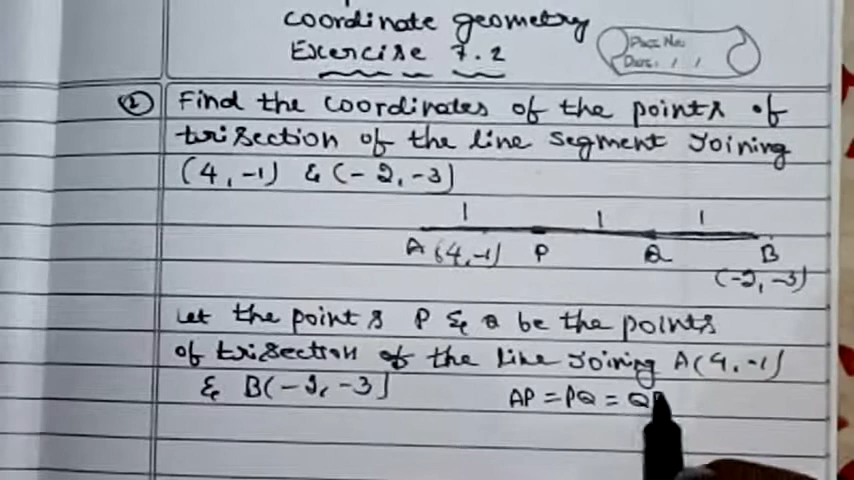 coordinate geometry
Exercise 7.2
Page No:
Date: / /
② Find the coordinates of the points of
trisection of the line segment joining
(4, -1) & (-2, -3)
1 1 1
A (4, -1) P Q B
(-2, -3)
Let the points P & Q be the points
of trisection of the line joining A(4, -1)
& B(-2, -3) AP = PQ = Q